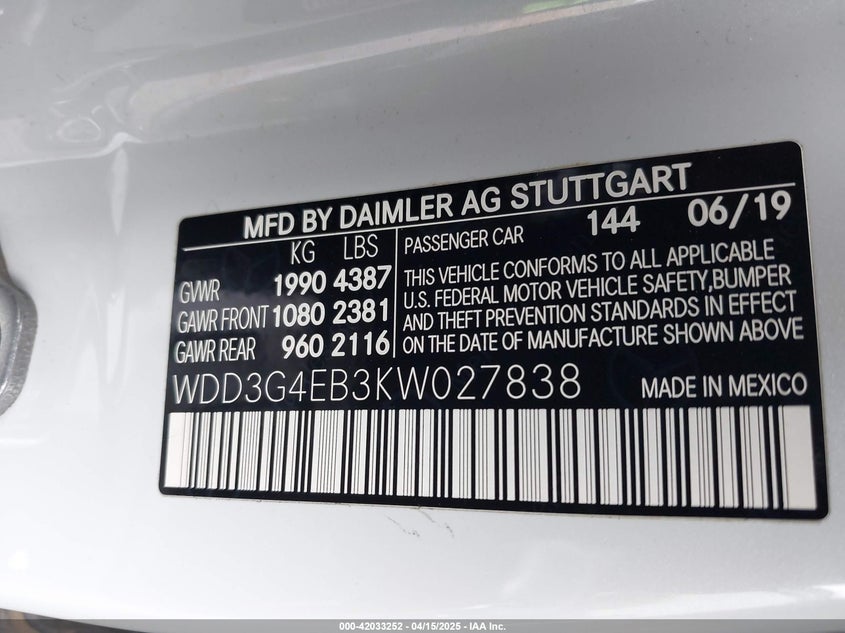 MFD BY DAIMLER AG STUTTGART
KG LBS
GVWR 1990 4387
GAWR FRONT 1080 2381
GAWR REAR 960 2116
PASSENGER CAR 144 06/19
THIS VEHICLE CONFORMS TO ALL APPLICABLE
U.S. FEDERAL MOTOR VEHICLE SAFETY,BUMPER
AND THEFT PREVENTION STANDARDS IN EFFECT
ON THE DATE OF MANUFACTURE SHOWN ABOVE
WDD3G4EB3KW027838 MADE IN MEXICO
000-42033252 - 04/15/2025 - IAA Inc.